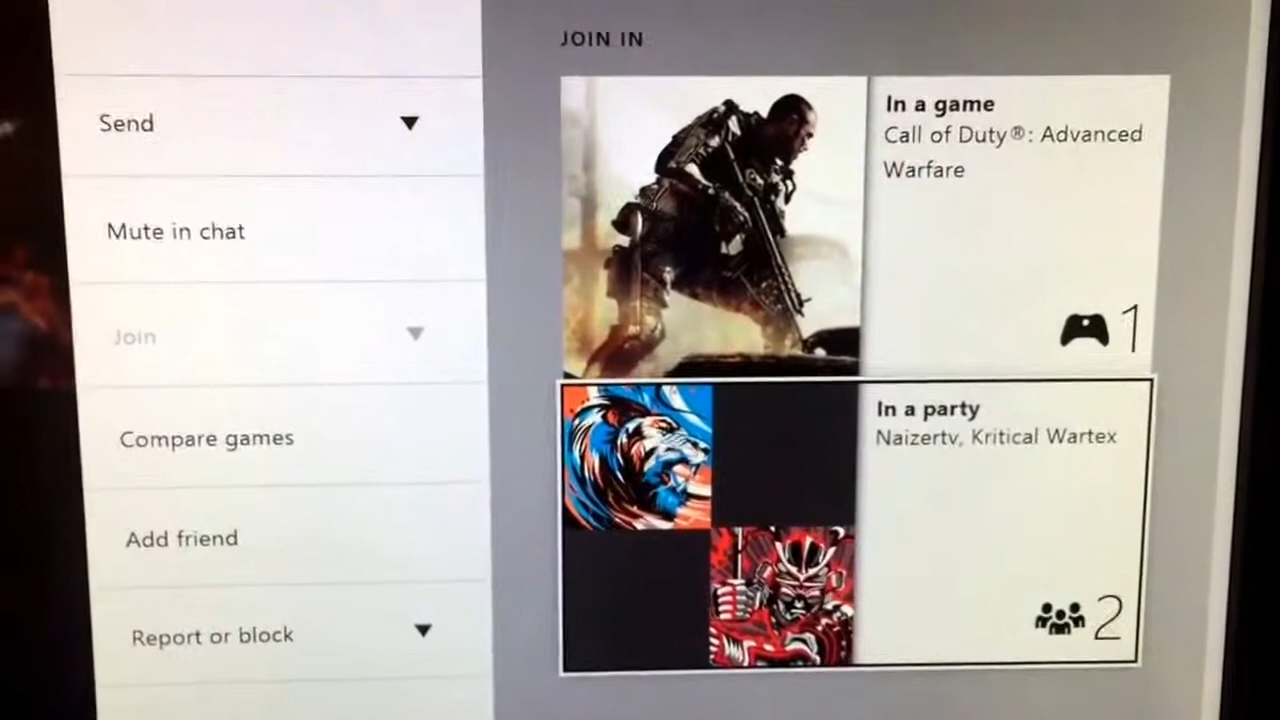 Send
Mute in chat
Join
Compare games
Add friend
Report or block
JOIN IN
In a game
Call of Duty®: Advanced
Warfare
1
In a party
Naizertv, Kritical Wartex
2